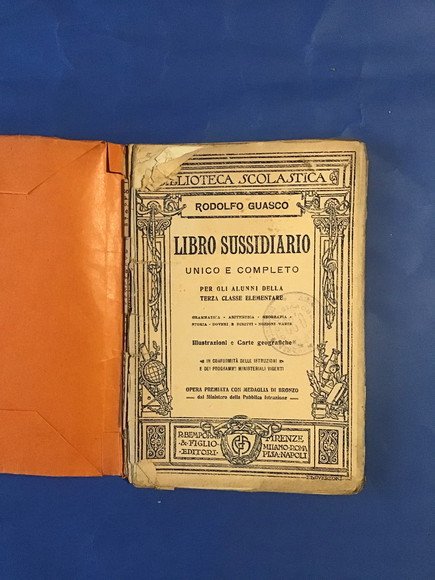 BIBLIOTECA SCOLASTICA
RODOLFO GUASCO
LIBRO SUSSIDIARIO
UNICO E COMPLETO
PER GLI ALUNNI DELLA
TERZA CLASSE ELEMENTARE
GRAMMATICA - ARITMETICA - GEOGRAFIA -
STORIA - DOVERI E DIRITTI - NOZIONI VARIE
Illustrazioni e Carte geografiche
IN CONFORMITÀ DELLE ISTRUZIONI
E DEI PROGRAMMI MINISTERIALI VIGENTI
OPERA PREMIATA CON MEDAGLIA DI BRONZO
dal Ministero della Pubblica Istruzione
R. BEMPORAD
& FIGLIO
EDITORI
FIRENZE
MILANO-ROMA
PISA-NAPOLI